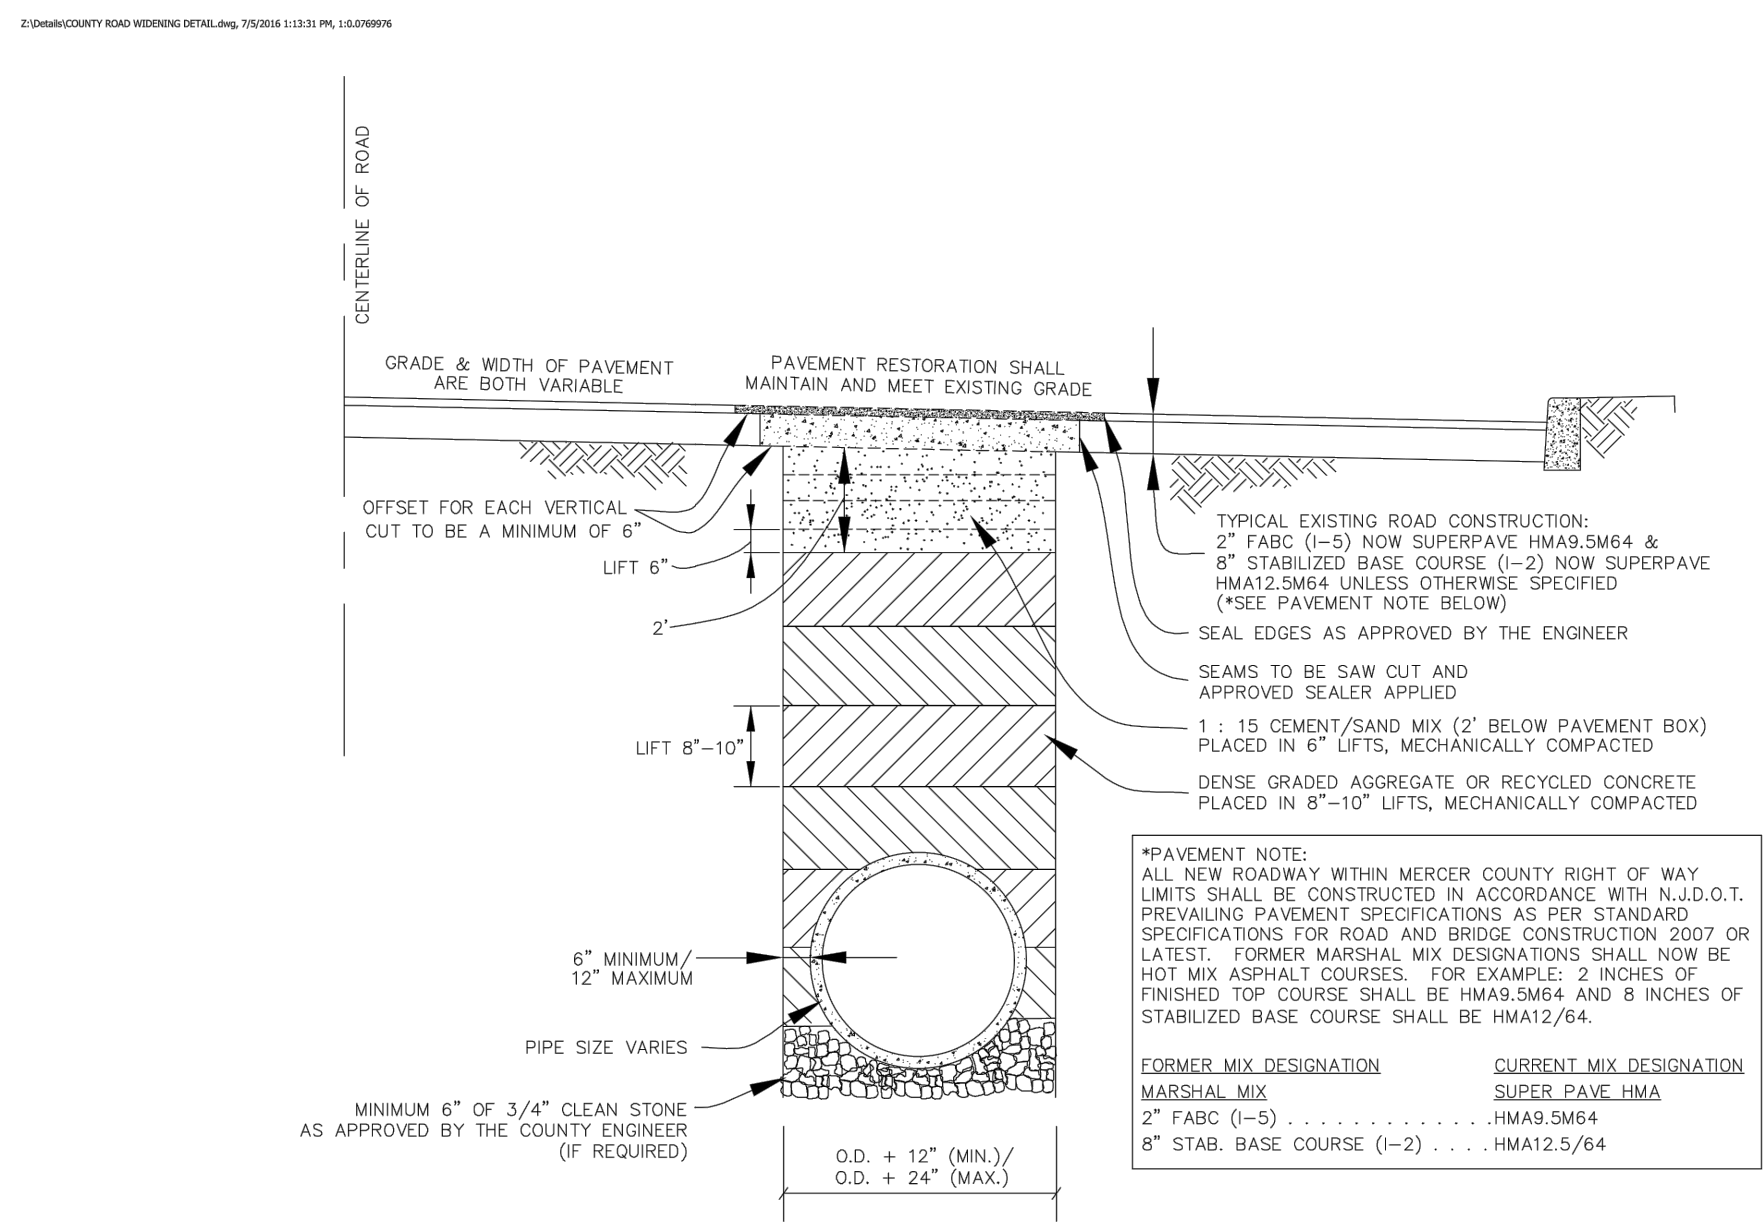 Z:\Details\COUNTY ROAD WIDENING DETAIL.dwg, 7/5/2016 1:13:31 PM, 1:0.0769976
CENTERLINE OF ROAD
GRADE & WIDTH OF PAVEMENT
ARE BOTH VARIABLE
PAVEMENT RESTORATION SHALL
MAINTAIN AND MEET EXISTING GRADE
OFFSET FOR EACH VERTICAL
CUT TO BE A MINIMUM OF 6”
LIFT 6”
2'
LIFT 8”-10”
6” MINIMUM/
12” MAXIMUM
PIPE SIZE VARIES
MINIMUM 6” OF 3/4” CLEAN STONE
AS APPROVED BY THE COUNTY ENGINEER
(IF REQUIRED)
O.D. + 12” (MIN.)/
O.D. + 24” (MAX.)
TYPICAL EXISTING ROAD CONSTRUCTION:
2” FABC (I-5) NOW SUPERPAVE HMA9.5M64 &
8” STABILIZED BASE COURSE (I-2) NOW SUPERPAVE
HMA12.5M64 UNLESS OTHERWISE SPECIFIED
(*SEE PAVEMENT NOTE BELOW)
SEAL EDGES AS APPROVED BY THE ENGINEER
SEAMS TO BE SAW CUT AND
APPROVED SEALER APPLIED
1 : 15 CEMENT/SAND MIX (2' BELOW PAVEMENT BOX)
PLACED IN 6” LIFTS, MECHANICALLY COMPACTED
DENSE GRADED AGGREGATE OR RECYCLED CONCRETE
PLACED IN 8”-10” LIFTS, MECHANICALLY COMPACTED
*PAVEMENT NOTE:
ALL NEW ROADWAY WITHIN MERCER COUNTY RIGHT OF WAY
LIMITS SHALL BE CONSTRUCTED IN ACCORDANCE WITH N.J.D.O.T.
PREVAILING PAVEMENT SPECIFICATIONS AS PER STANDARD
SPECIFICATIONS FOR ROAD AND BRIDGE CONSTRUCTION 2007 OR
LATEST. FORMER MARSHAL MIX DESIGNATIONS SHALL NOW BE
HOT MIX ASPHALT COURSES. FOR EXAMPLE: 2 INCHES OF
FINISHED TOP COURSE SHALL BE HMA9.5M64 AND 8 INCHES OF
STABILIZED BASE COURSE SHALL BE HMA12/64.
FORMER MIX DESIGNATION CURRENT MIX DESIGNATION
MARSHAL MIX SUPER PAVE HMA
2” FABC (I-5) . . . . . . . . . . . . . HMA9.5M64
8” STAB. BASE COURSE (I-2) . . . . HMA12.5/64